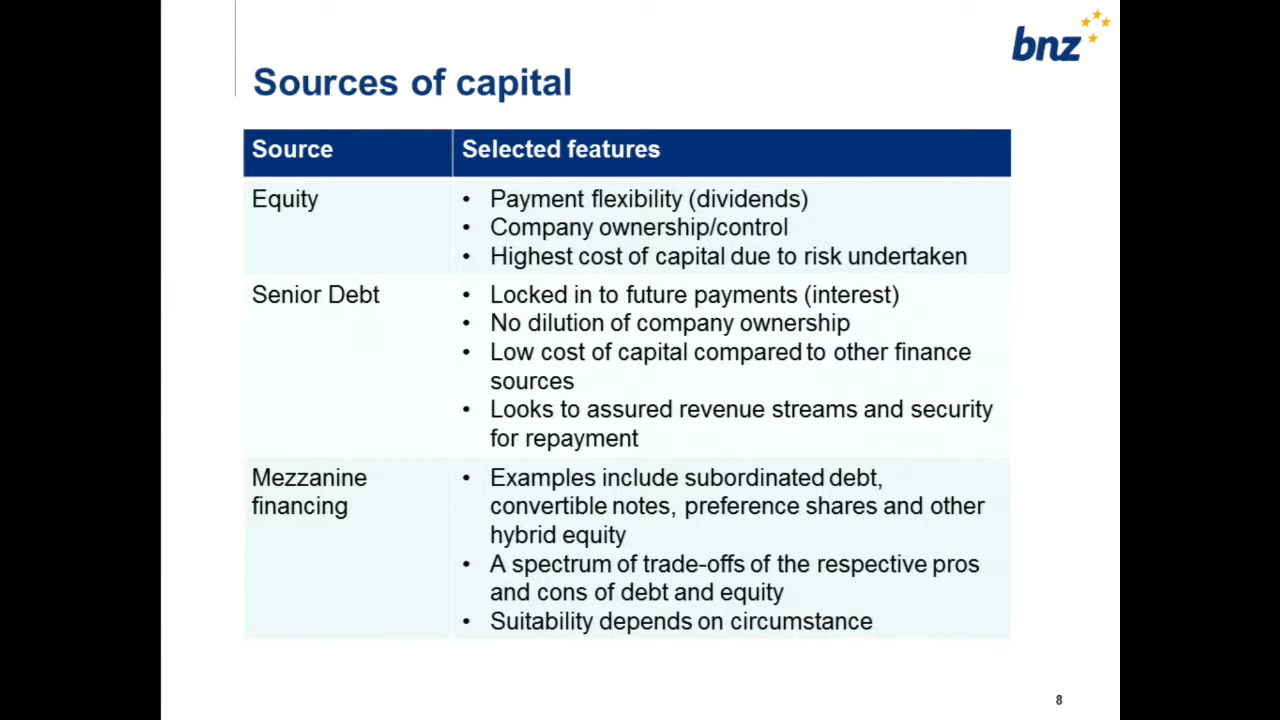 bnz
Sources of capital
Source
Selected features
Equity
• Payment flexibility (dividends)
• Company ownership/control
• Highest cost of capital due to risk undertaken
Senior Debt
• Locked in to future payments (interest)
• No dilution of company ownership
• Low cost of capital compared to other finance
sources
• Looks to assured revenue streams and security
for repayment
Mezzanine
financing
• Examples include subordinated debt,
convertible notes, preference shares and other
hybrid equity
• A spectrum of trade-offs of the respective pros
and cons of debt and equity
• Suitability depends on circumstance
8